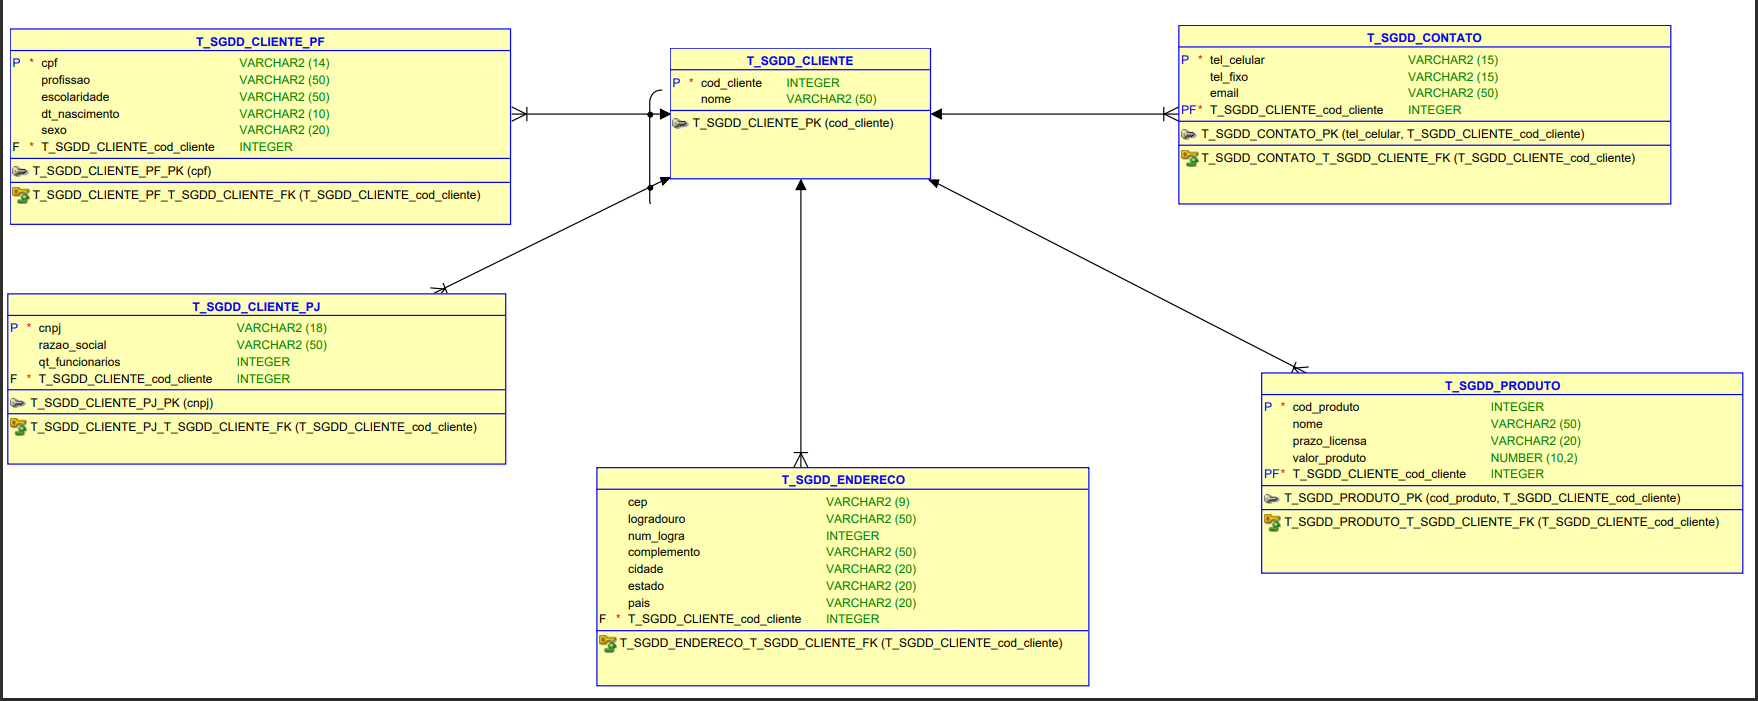 T_SGDD_CLIENTE_PF
P * cpf VARCHAR2 (14)
profissao VARCHAR2 (50)
escolaridade VARCHAR2 (50)
dt_nascimento VARCHAR2 (10)
sexo VARCHAR2 (20)
F * T_SGDD_CLIENTE_cod_cliente INTEGER
T_SGDD_CLIENTE_PF_PK (cpf)
T_SGDD_CLIENTE_PF_T_SGDD_CLIENTE_FK (T_SGDD_CLIENTE_cod_cliente)
T_SGDD_CLIENTE
P * cod_cliente INTEGER
nome VARCHAR2 (50)
T_SGDD_CLIENTE_PK (cod_cliente)
T_SGDD_CONTATO
P * tel_celular VARCHAR2 (15)
tel_fixo VARCHAR2 (15)
email VARCHAR2 (50)
PF* T_SGDD_CLIENTE_cod_cliente INTEGER
T_SGDD_CONTATO_PK (tel_celular, T_SGDD_CLIENTE_cod_cliente)
T_SGDD_CONTATO_T_SGDD_CLIENTE_FK (T_SGDD_CLIENTE_cod_cliente)
T_SGDD_CLIENTE_PJ
P * cnpj VARCHAR2 (18)
razao_social VARCHAR2 (50)
qt_funcionarios INTEGER
F * T_SGDD_CLIENTE_cod_cliente INTEGER
T_SGDD_CLIENTE_PJ_PK (cnpj)
T_SGDD_CLIENTE_PJ_T_SGDD_CLIENTE_FK (T_SGDD_CLIENTE_cod_cliente)
T_SGDD_ENDERECO
cep VARCHAR2 (9)
logradouro VARCHAR2 (50)
num_logra INTEGER
complemento VARCHAR2 (50)
cidade VARCHAR2 (20)
estado VARCHAR2 (20)
pais VARCHAR2 (20)
F * T_SGDD_CLIENTE_cod_cliente INTEGER
T_SGDD_ENDERECO_T_SGDD_CLIENTE_FK (T_SGDD_CLIENTE_cod_cliente)
T_SGDD_PRODUTO
P * cod_produto INTEGER
nome VARCHAR2 (50)
prazo_licensa VARCHAR2 (20)
valor_produto NUMBER (10,2)
PF* T_SGDD_CLIENTE_cod_cliente INTEGER
T_SGDD_PRODUTO_PK (cod_produto, T_SGDD_CLIENTE_cod_cliente)
T_SGDD_PRODUTO_T_SGDD_CLIENTE_FK (T_SGDD_CLIENTE_cod_cliente)